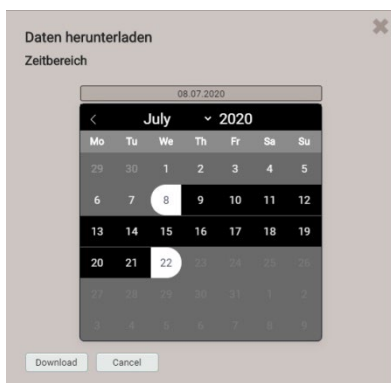 Daten herunterladen
Zeitbereich
08.07.2020
July 2020
Mo Tu We Th Fr Sa Su
29 30 1 2 3 4 5
6 7 8 9 10 11 12
13 14 15 16 17 18 19
20 21 22 23 24 25 26
27 28 29 30 31 1 2
3 4 5 6 7 8 9
Download Cancel